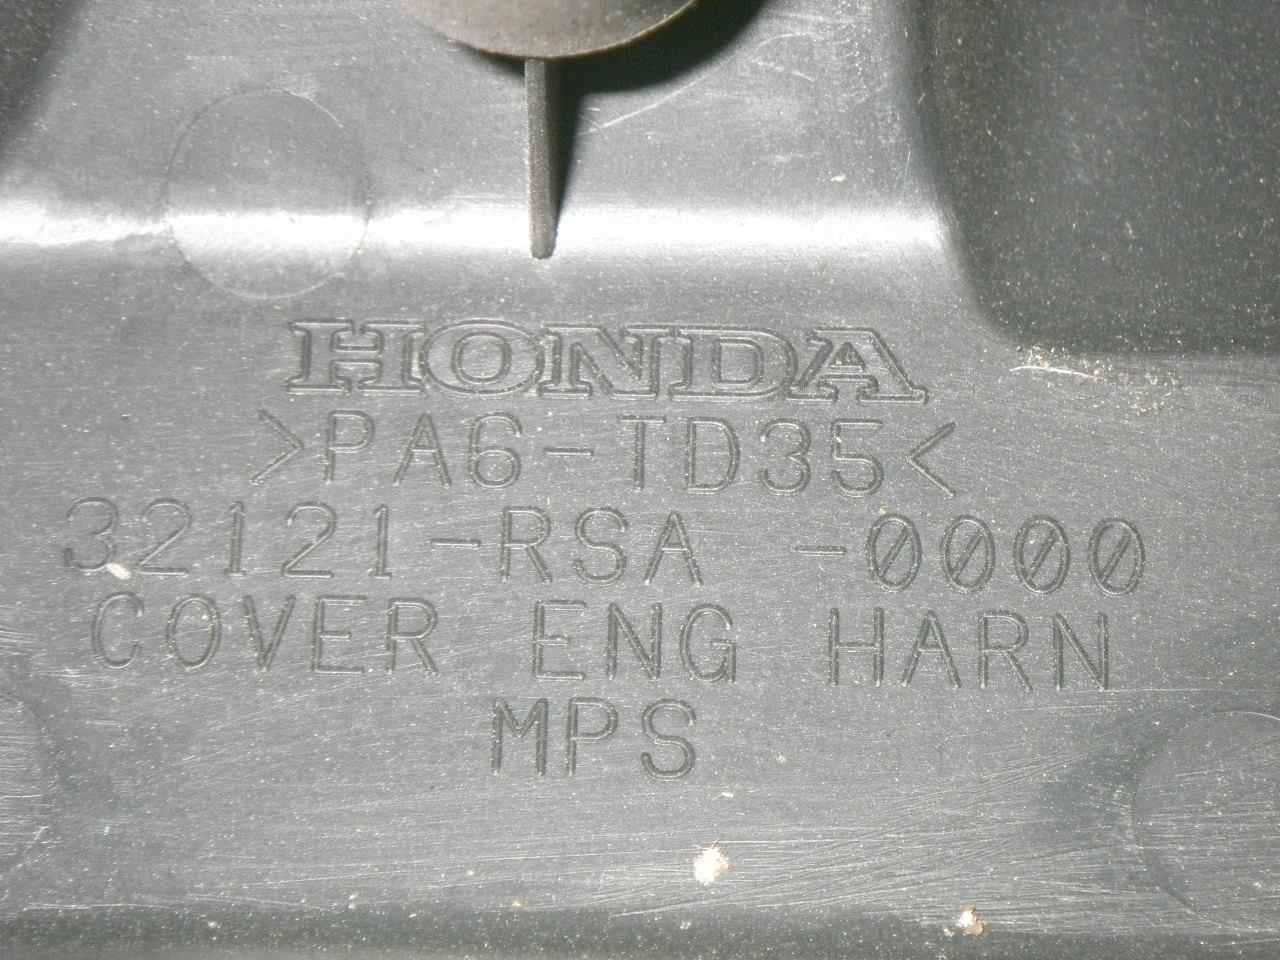 HONDA
>PA6-TD35<
32121-RSA -0000
COVER ENG HARN
MPS